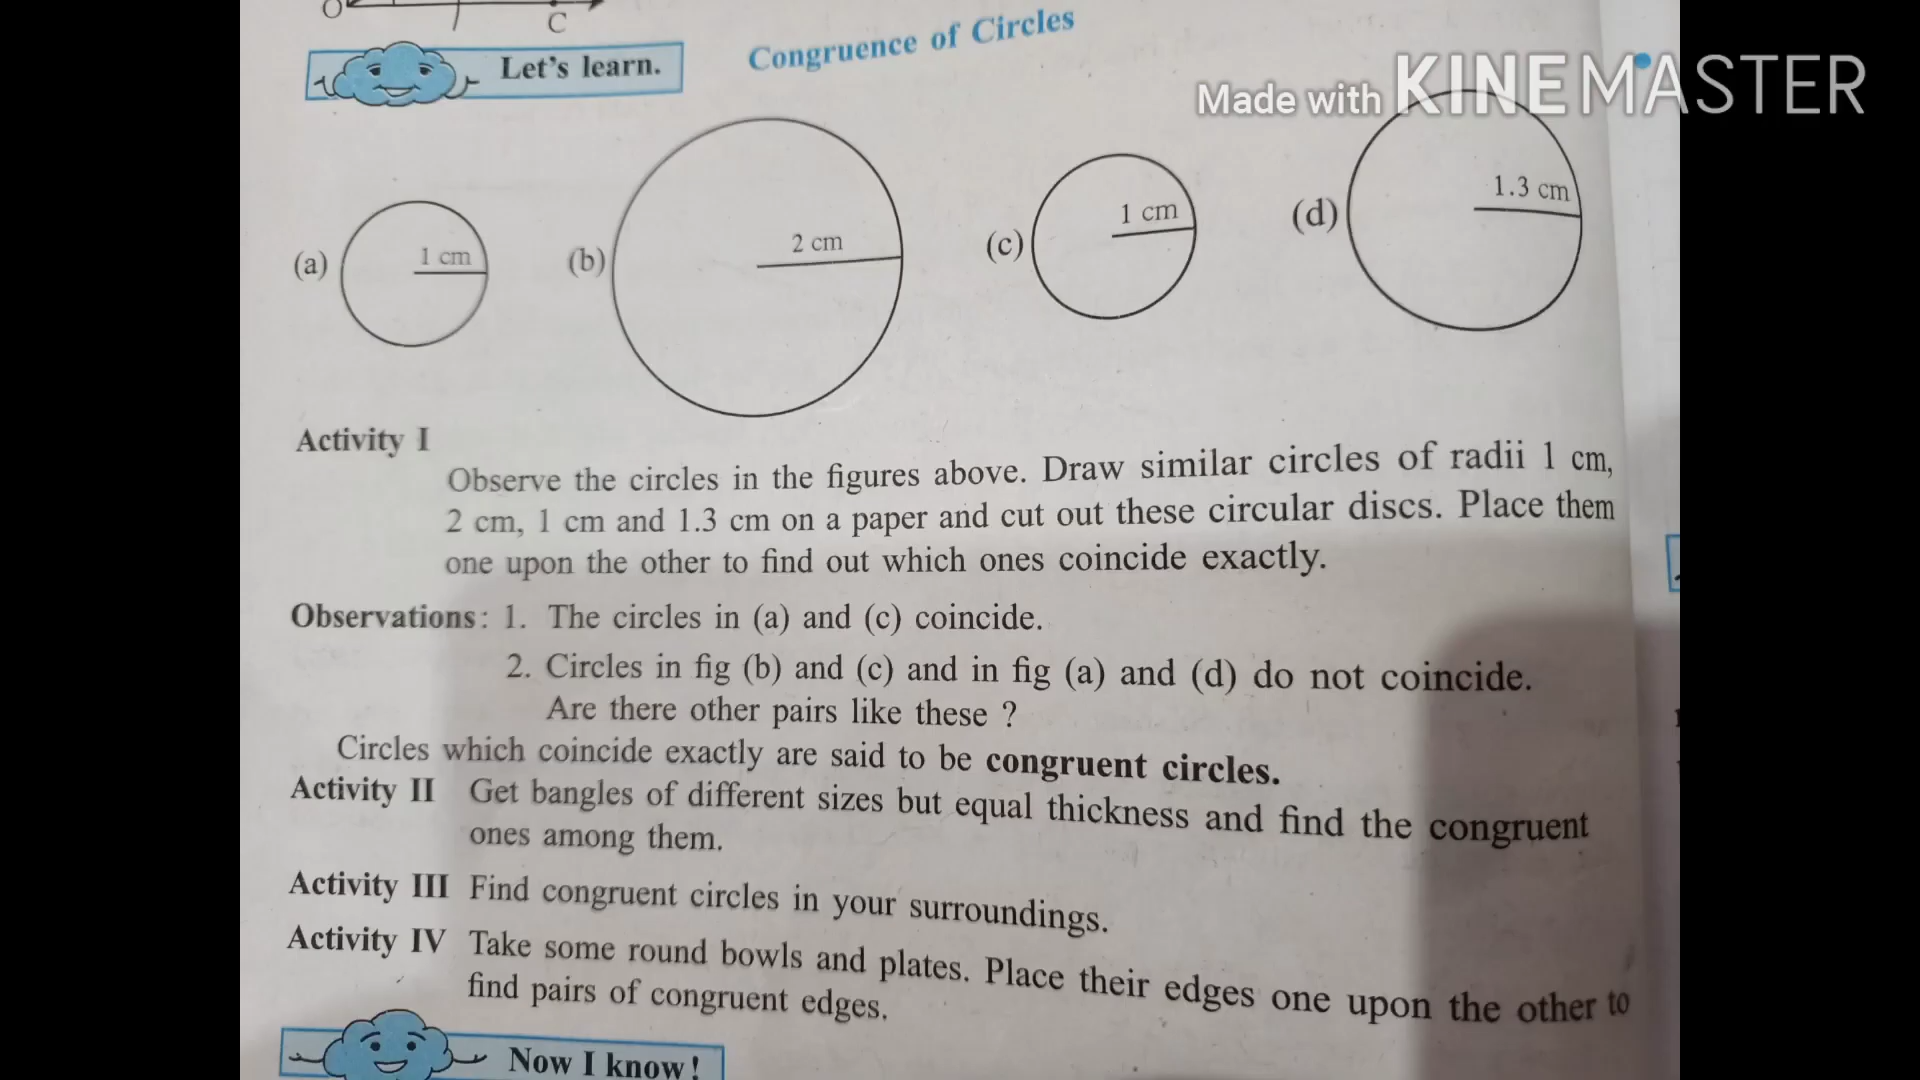 O
C
Let's learn.
Congruence of Circles
Made with KINEMASTER
(a)
1 cm
(b)
2 cm
(c)
1 cm
(d)
1.3 cm
Activity I
Observe the circles in the figures above. Draw similar circles of radii 1 cm,
2 cm, 1 cm and 1.3 cm on a paper and cut out these circular discs. Place them
one upon the other to find out which ones coincide exactly.
Observations: 1. The circles in (a) and (c) coincide.
2. Circles in fig (b) and (c) and in fig (a) and (d) do not coincide.
Are there other pairs like these ?
Circles which coincide exactly are said to be congruent circles.
Activity II Get bangles of different sizes but equal thickness and find the congruent
ones among them.
Activity III Find congruent circles in your surroundings.
Activity IV Take some round bowls and plates. Place their edges one upon the other to
find pairs of congruent edges.
Now I know!